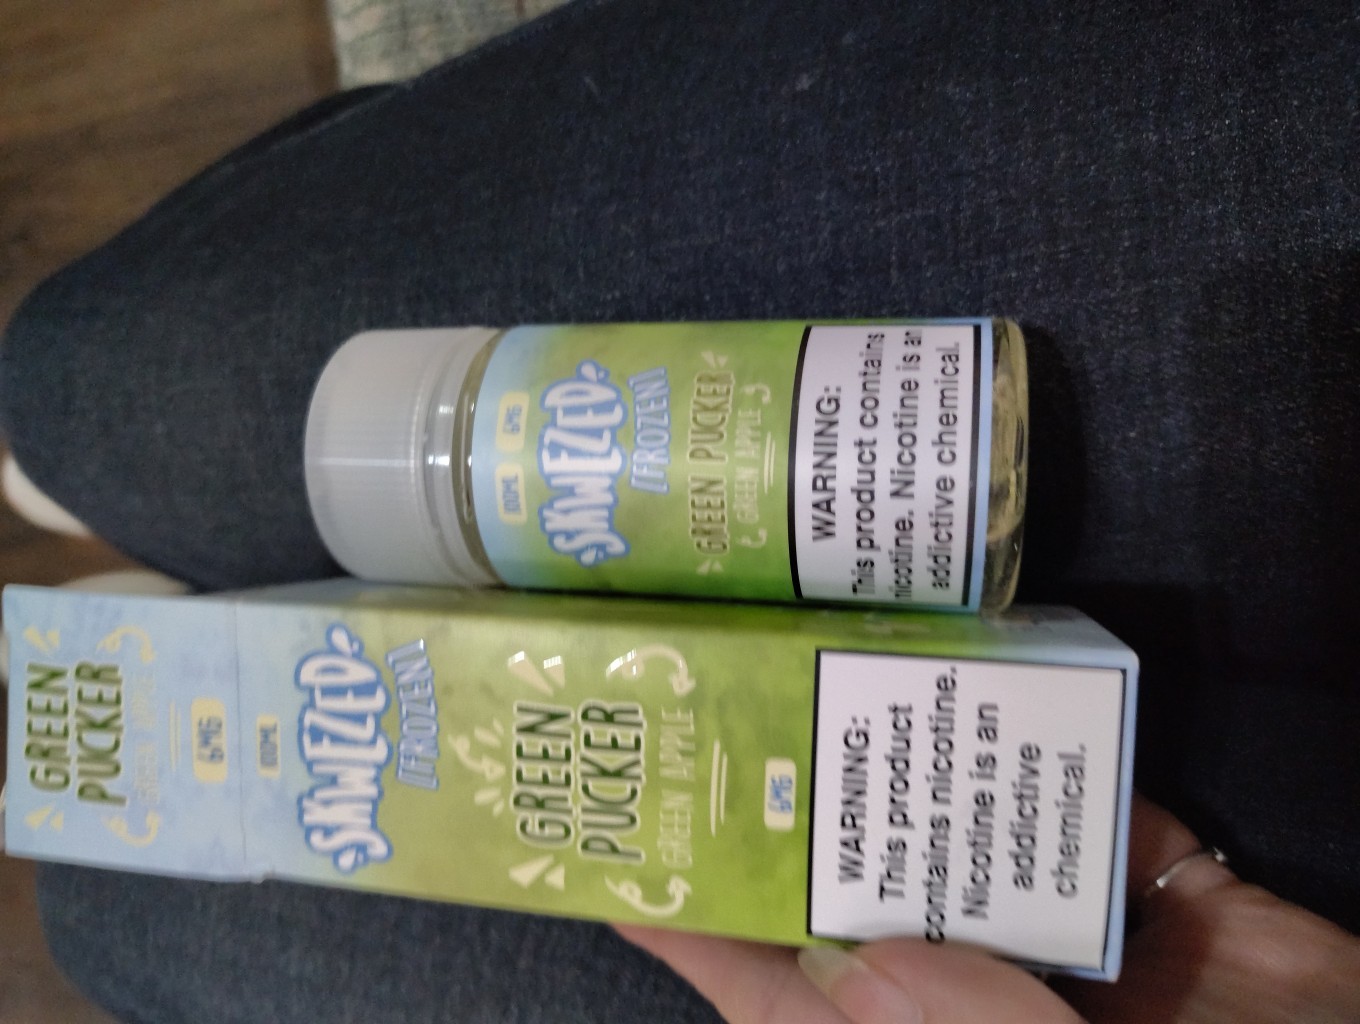 100ML 6MG
SKWEZED
[FROZEN]
GREEN PUCKER
GREEN APPLE
WARNING:
This product contains
nicotine. Nicotine is an
addictive chemical.
GREEN
PUCKER
GREEN APPLE
6MG
100ML
SKWEZED
[FROZEN]
GREEN
PUCKER
GREEN APPLE
6MG
WARNING:
This product
contains nicotine.
Nicotine is an
addictive
chemical.